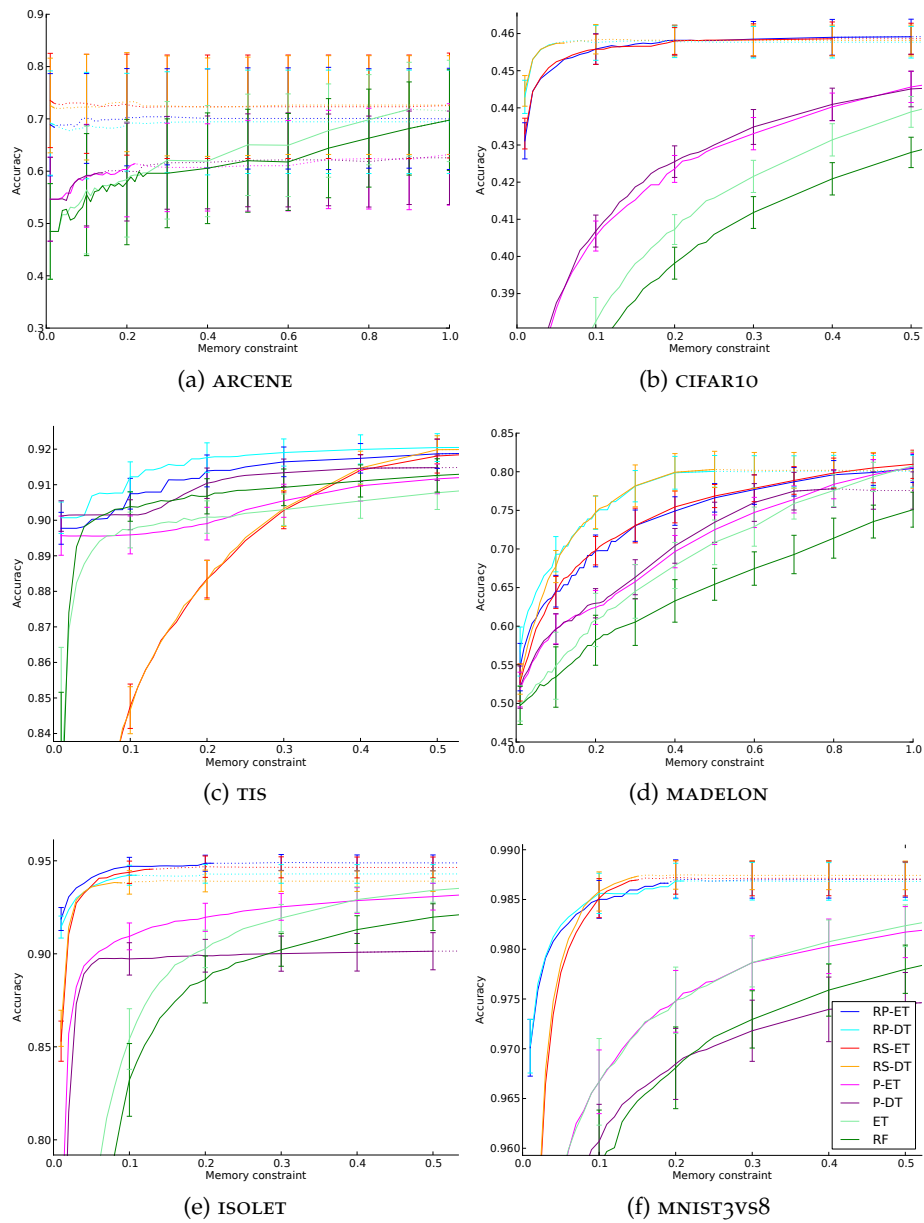 0.9
0.8
0.7
0.6
0.5
0.4
0.3
Accuracy
0.0 0.2 0.4 0.6 0.8 1.0
Memory constraint
(a) ARCENE
0.46
0.45
0.44
0.43
0.42
0.41
0.40
0.39
Accuracy
0.0 0.1 0.2 0.3 0.4 0.5
Memory constraint
(b) CIFAR10
0.92
0.91
0.90
0.89
0.88
0.87
0.86
0.85
0.84
Accuracy
0.0 0.1 0.2 0.3 0.4 0.5
Memory constraint
(c) TIS
0.85
0.80
0.75
0.70
0.65
0.60
0.55
0.50
0.45
Accuracy
0.0 0.2 0.4 0.6 0.8 1.0
Memory constraint
(d) MADELON
0.95
0.90
0.85
0.80
Accuracy
0.0 0.1 0.2 0.3 0.4 0.5
Memory constraint
(e) ISOLET
0.990
0.985
0.980
0.975
0.970
0.965
0.960
Accuracy
RP-ET
RP-DT
RS-ET
RS-DT
P-ET
P-DT
ET
RF
0.0 0.1 0.2 0.3 0.4 0.5
Memory constraint
(f) MNIST3VS8